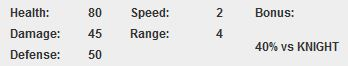 Health: 80 Speed: 2 Bonus:
Damage: 45 Range: 4
40% vs KNIGHT
Defense: 50